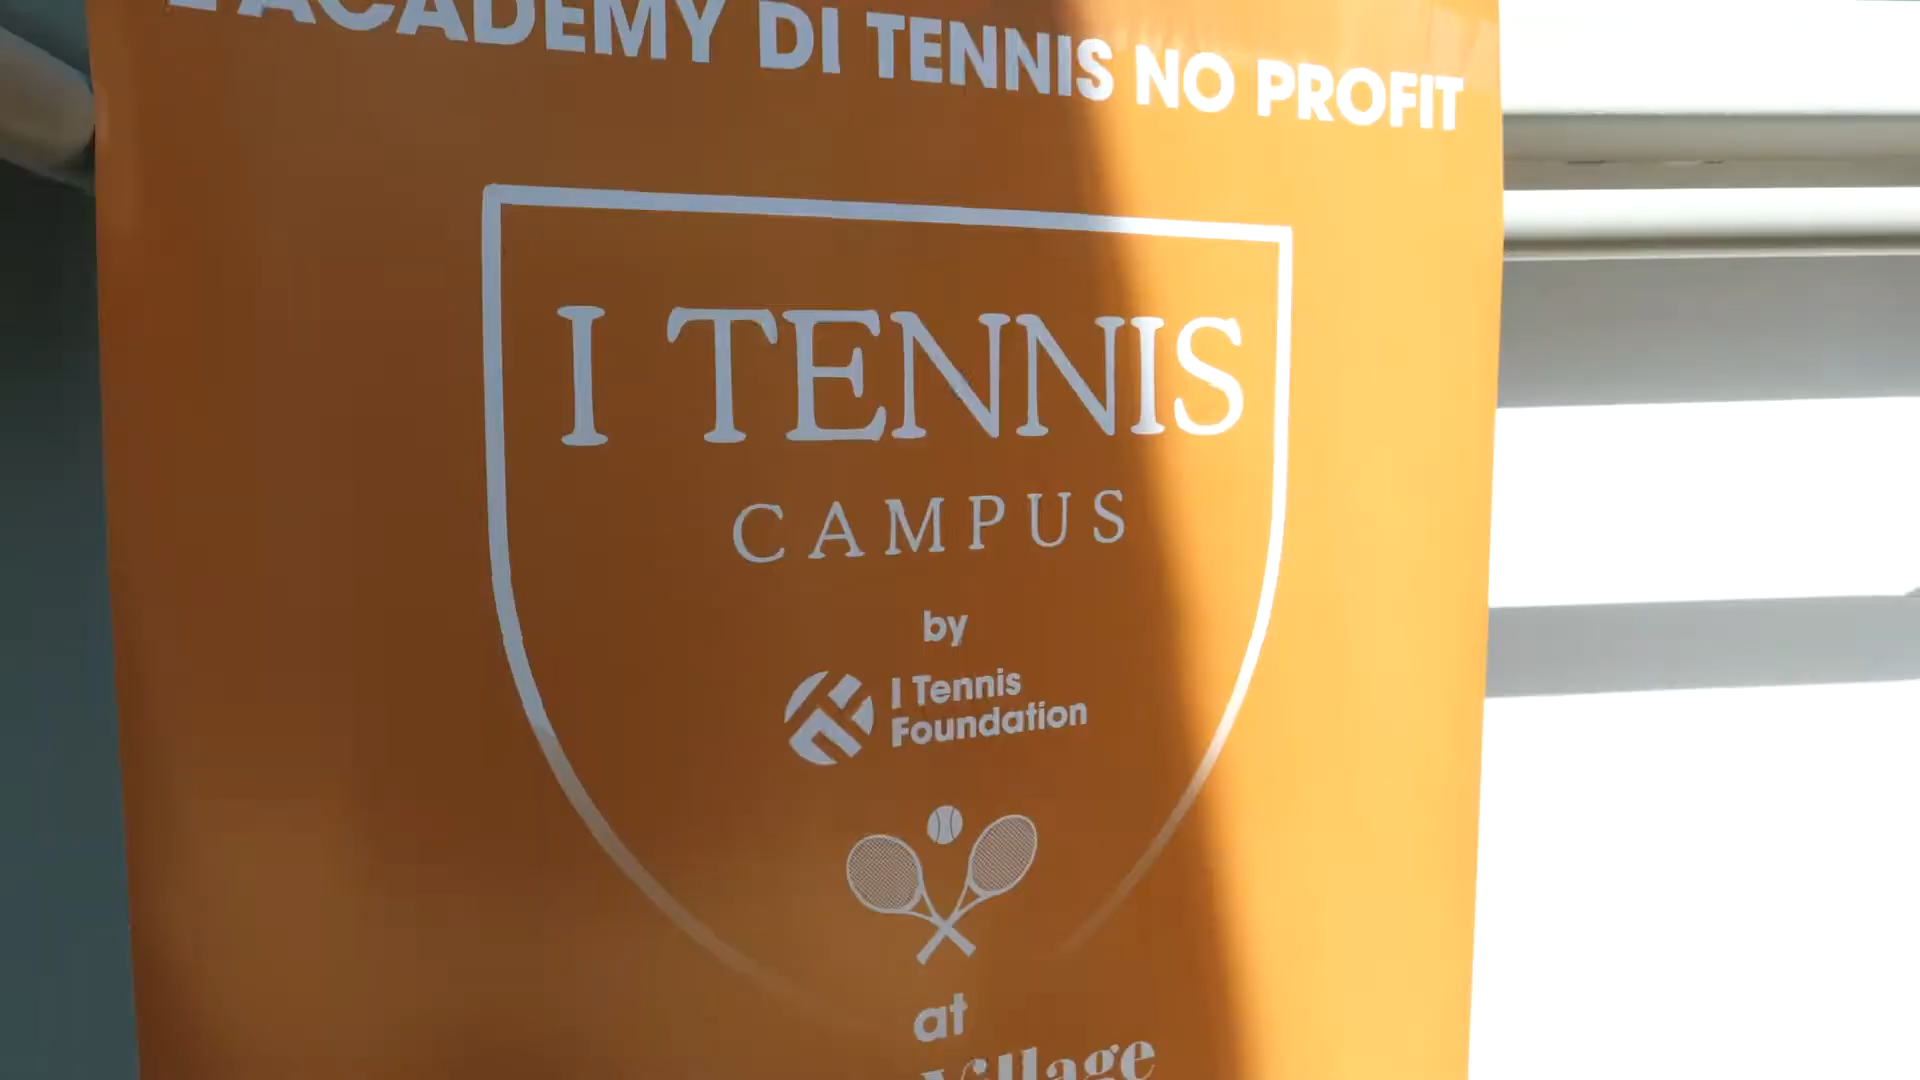 L'ACADEMY DI TENNIS NO PROFIT
I TENNIS
CAMPUS
by
I Tennis
Foundation
at
Village